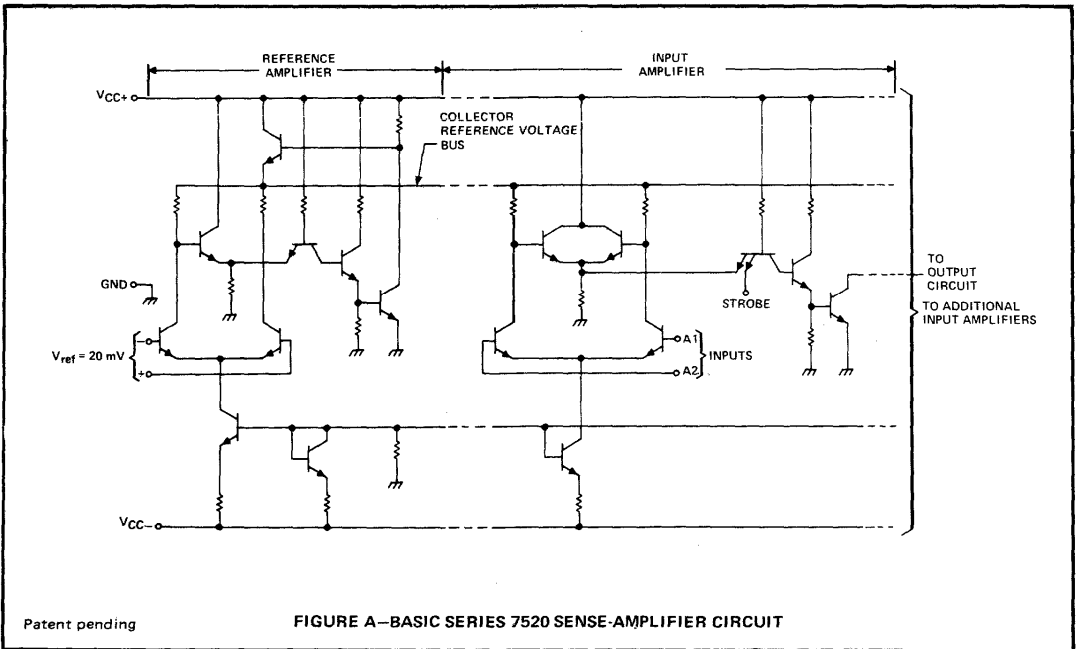 REFERENCE
AMPLIFIER
INPUT
AMPLIFIER
VCC+
COLLECTOR
REFERENCE VOLTAGE
BUS
GND
STROBE
TO
OUTPUT
CIRCUIT
TO ADDITIONAL
INPUT AMPLIFIERS
−
Vref = 20 mV
+
A1
INPUTS
A2
VCC−
Patent pending
FIGURE A—BASIC SERIES 7520 SENSE-AMPLIFIER CIRCUIT